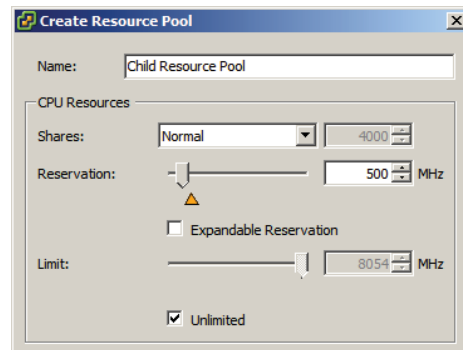 Create Resource Pool
Name: Child Resource Pool
CPU Resources
Shares: Normal 4000
Reservation: 500 MHz
Expandable Reservation
Limit: 8054 MHz
Unlimited